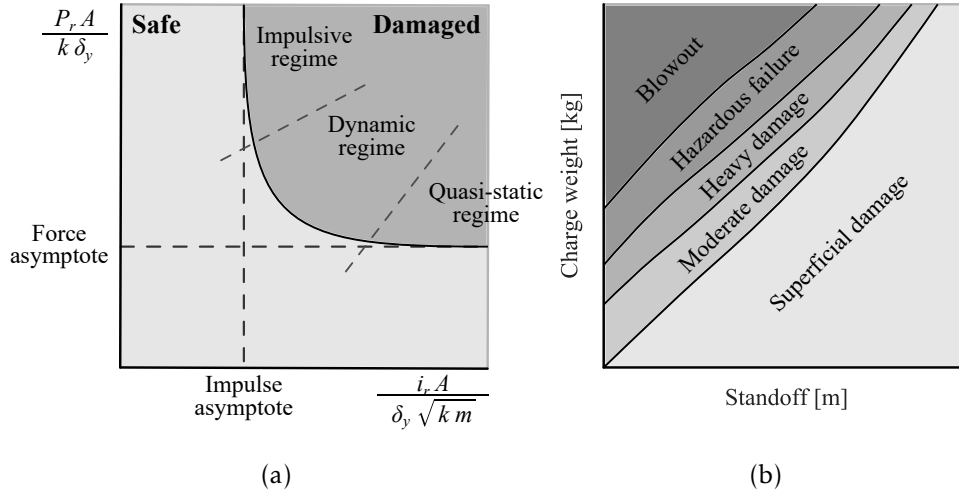 P_r A
k δ_y
Safe
Damaged
Impulsive
regime
Dynamic
regime
Quasi-static
regime
Force
asymptote
Impulse
asymptote
i_r A
δ_y √k m
(a)
Charge weight [kg]
Blowout
Hazardous failure
Heavy damage
Moderate damage
Superficial damage
Standoff [m]
(b)